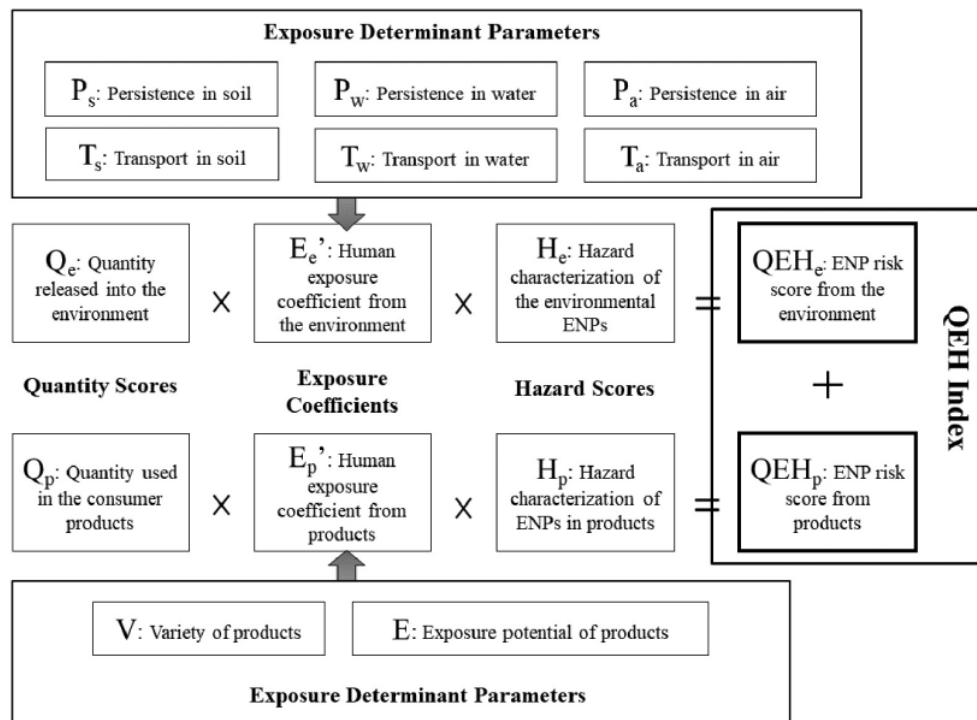 Exposure Determinant Parameters
Pₛ: Persistence in soil
P_w: Persistence in water
Pₐ: Persistence in air
Tₛ: Transport in soil
T_w: Transport in water
Tₐ: Transport in air
Qₑ: Quantity
released into the
environment
×
Eₑ’: Human
exposure
coefficient from
the environment
×
Hₑ: Hazard
characterization of
the environmental
ENPs
=
QEHₑ: ENP risk
score from the
environment
Quantity Scores
Exposure
Coefficients
Hazard Scores
+
QEH Index
Qₚ: Quantity used
in the consumer
products
×
Eₚ’: Human
exposure
coefficient from
products
×
Hₚ: Hazard
characterization of
ENPs in products
=
QEHₚ: ENP risk
score from
products
V: Variety of products
E: Exposure potential of products
Exposure Determinant Parameters